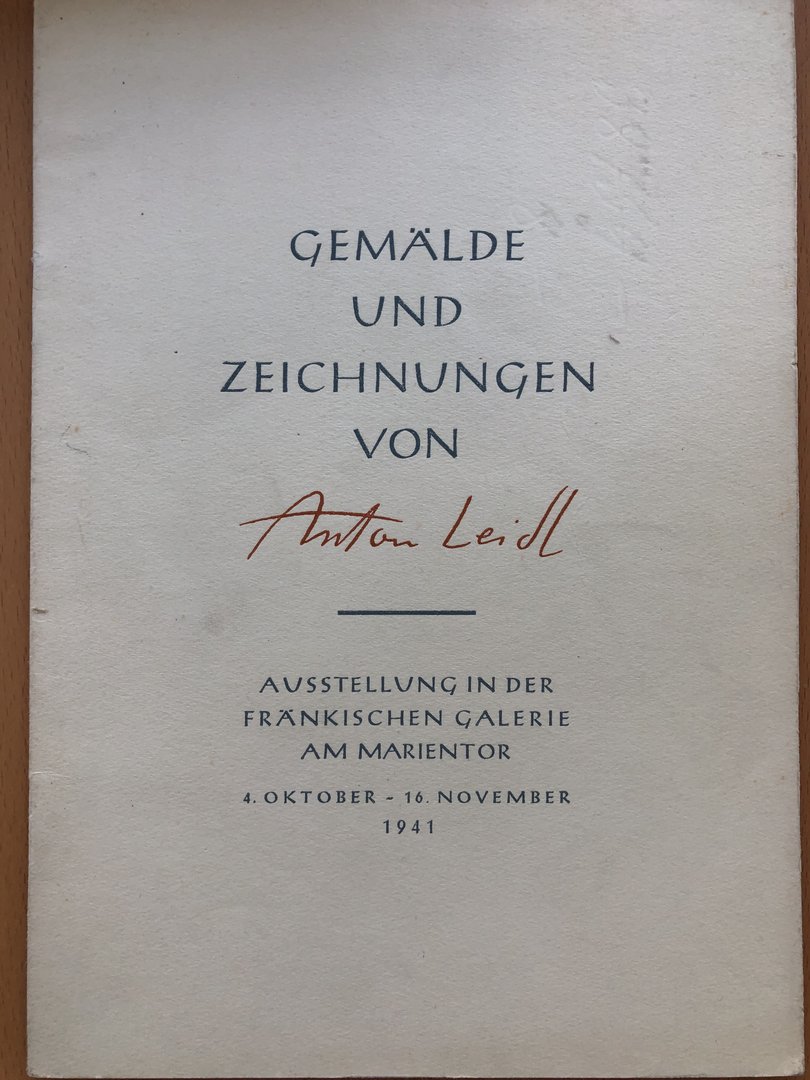 GEMÄLDE
UND
ZEICHNUNGEN
VON
Anton Leidl
AUSSTELLUNG IN DER
FRÄNKISCHEN GALERIE
AM MARIENTOR
4. OKTOBER - 16. NOVEMBER
1941